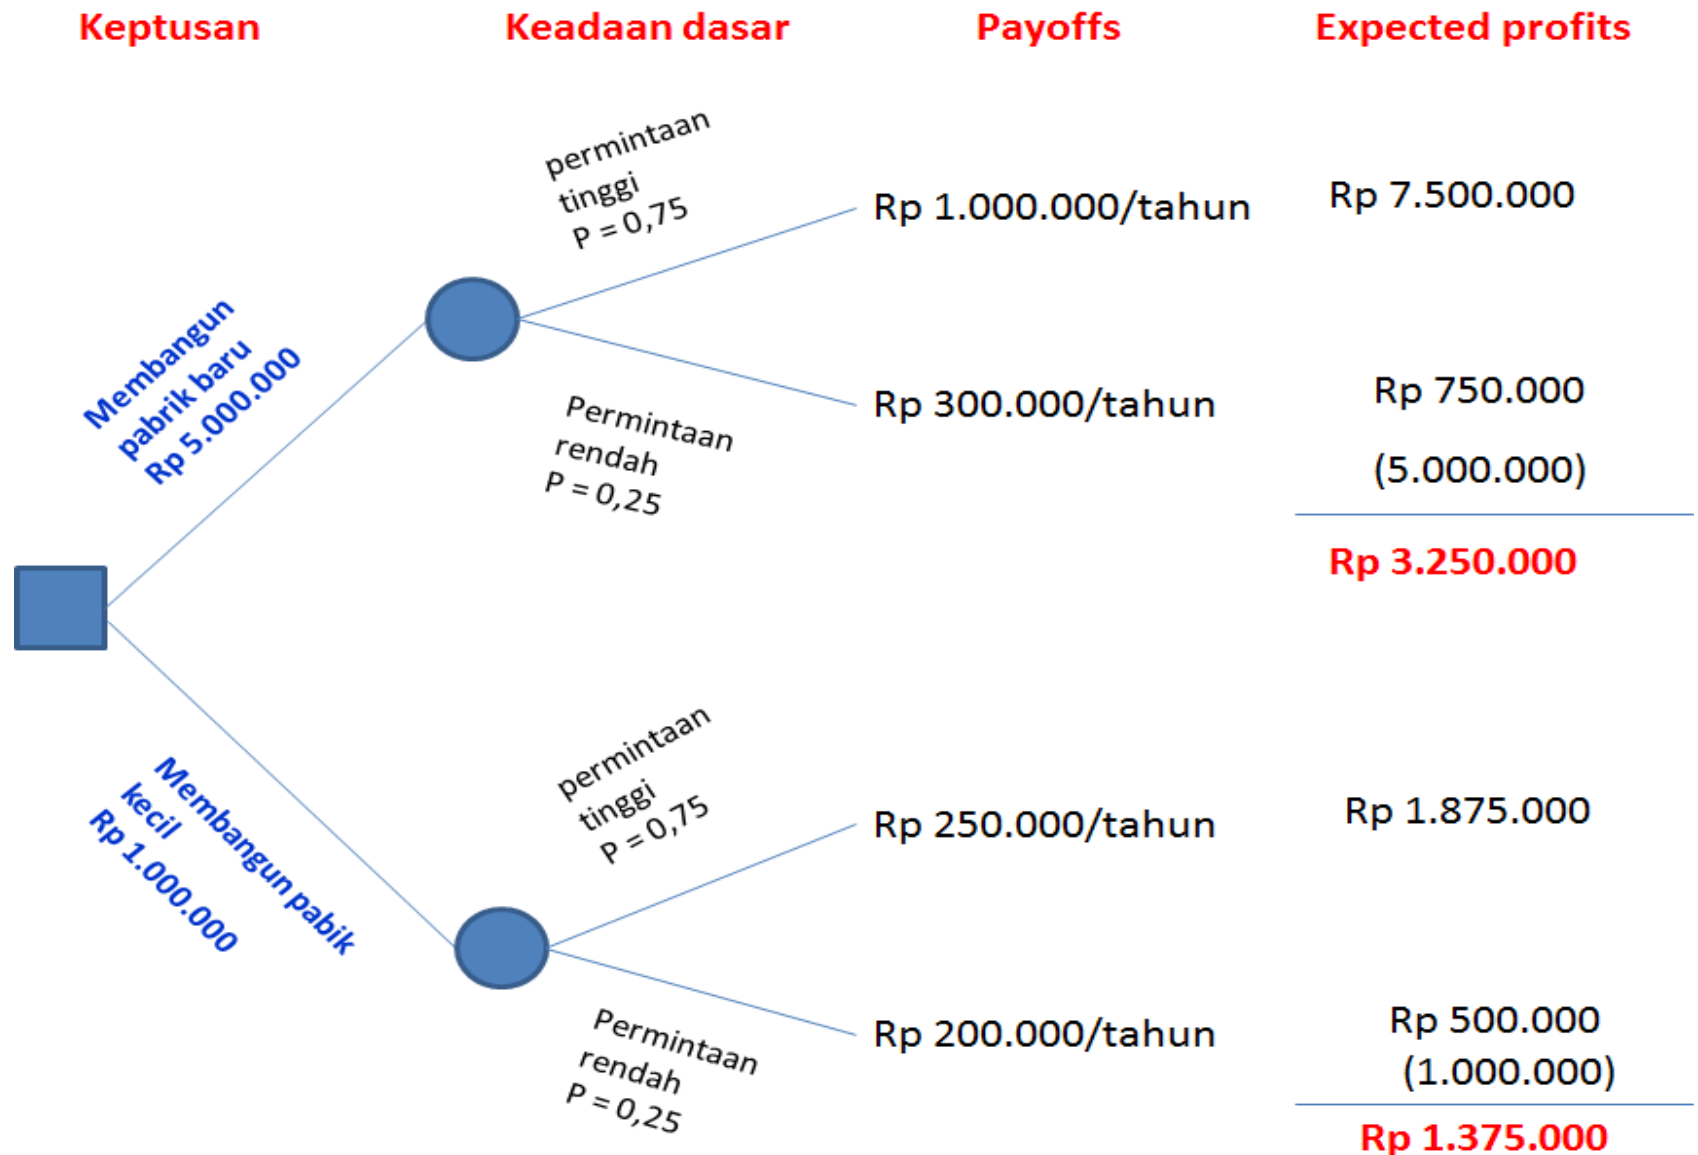 Keptusan
Keadaan dasar
Payoffs
Expected profits
permintaan
tinggi
P = 0,75
Rp 1.000.000/tahun
Rp 7.500.000
Membangun
pabrik baru
Rp 5.000.000
Permintaan
rendah
P = 0,25
Rp 300.000/tahun
Rp 750.000
(5.000.000)
Rp 3.250.000
Membangun pabik
kecil
Rp 1.000.000
permintaan
tinggi
P = 0,75
Rp 250.000/tahun
Rp 1.875.000
Permintaan
rendah
P = 0,25
Rp 200.000/tahun
Rp 500.000
(1.000.000)
Rp 1.375.000